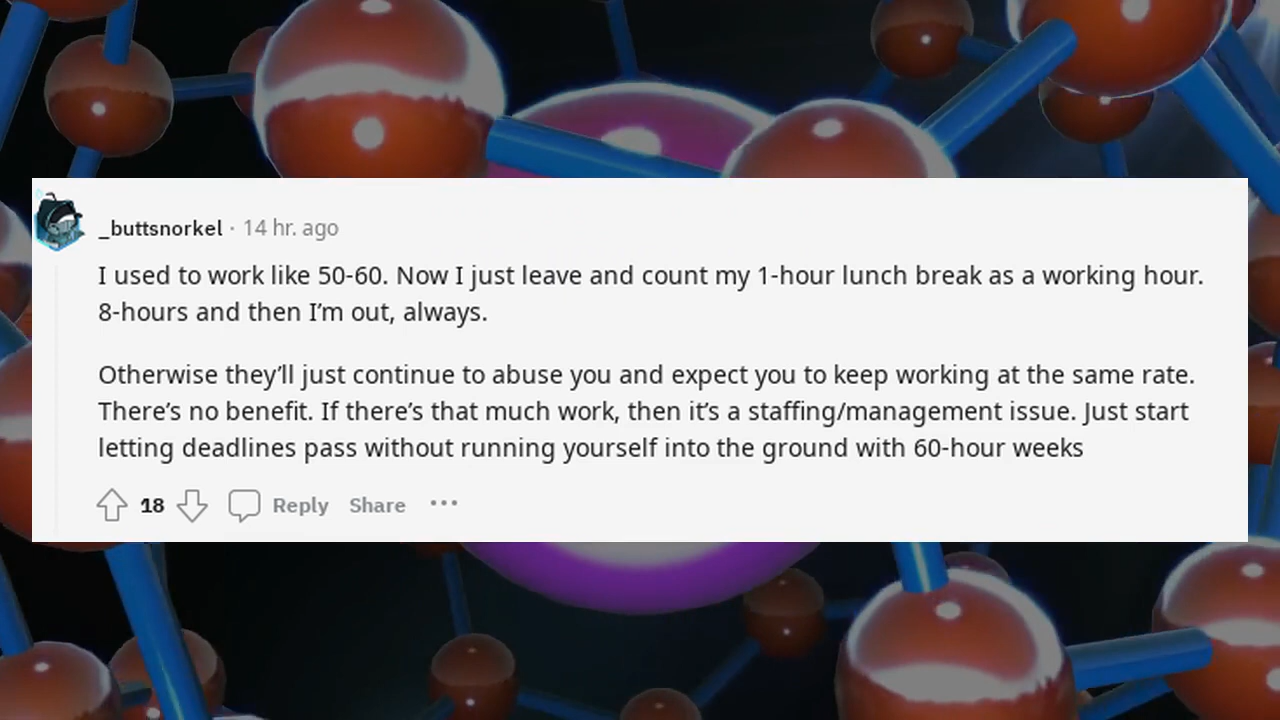 _buttsnorkel · 14 hr. ago
I used to work like 50-60. Now I just leave and count my 1-hour lunch break as a working hour.
8-hours and then I’m out, always.
Otherwise they’ll just continue to abuse you and expect you to keep working at the same rate.
There’s no benefit. If there’s that much work, then it’s a staffing/management issue. Just start
letting deadlines pass without running yourself into the ground with 60-hour weeks
18 Reply Share ···